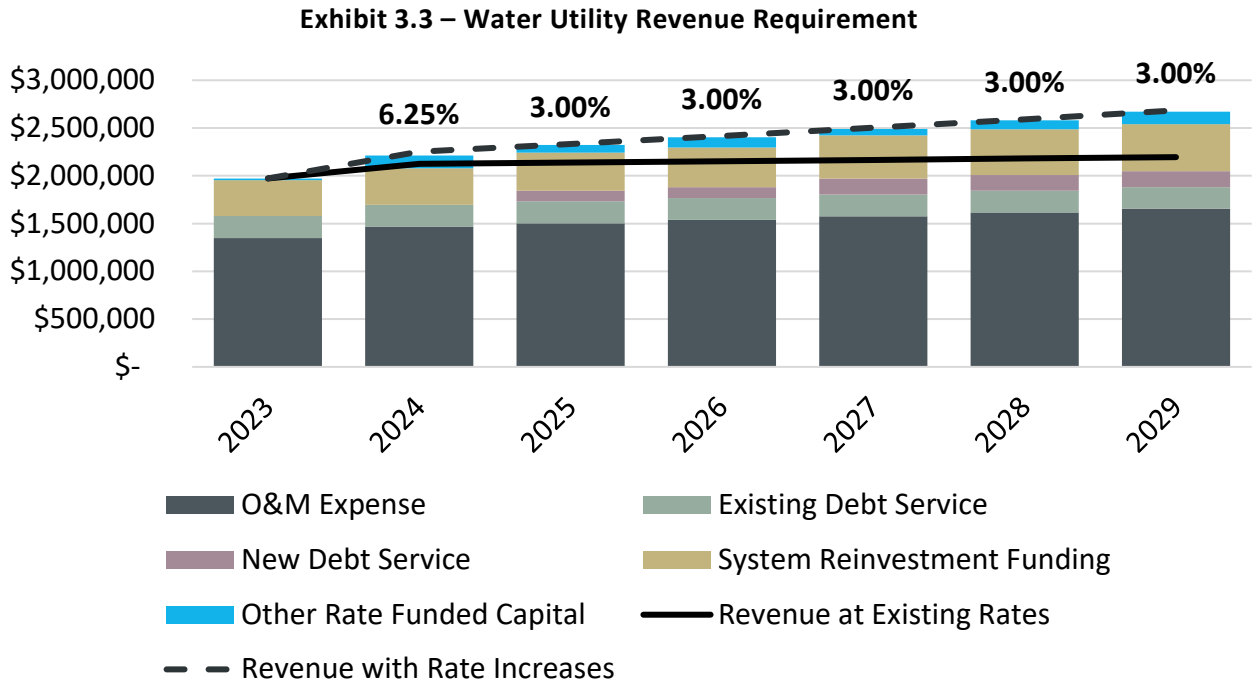 Exhibit 3.3 – Water Utility Revenue Requirement
$3,000,000
$2,500,000
$2,000,000
$1,500,000
$1,000,000
$500,000
$-
6.25%
3.00%
3.00%
3.00%
3.00%
3.00%
2023
2024
2025
2026
2027
2028
2029
O&M Expense
Existing Debt Service
New Debt Service
System Reinvestment Funding
Other Rate Funded Capital
Revenue at Existing Rates
Revenue with Rate Increases